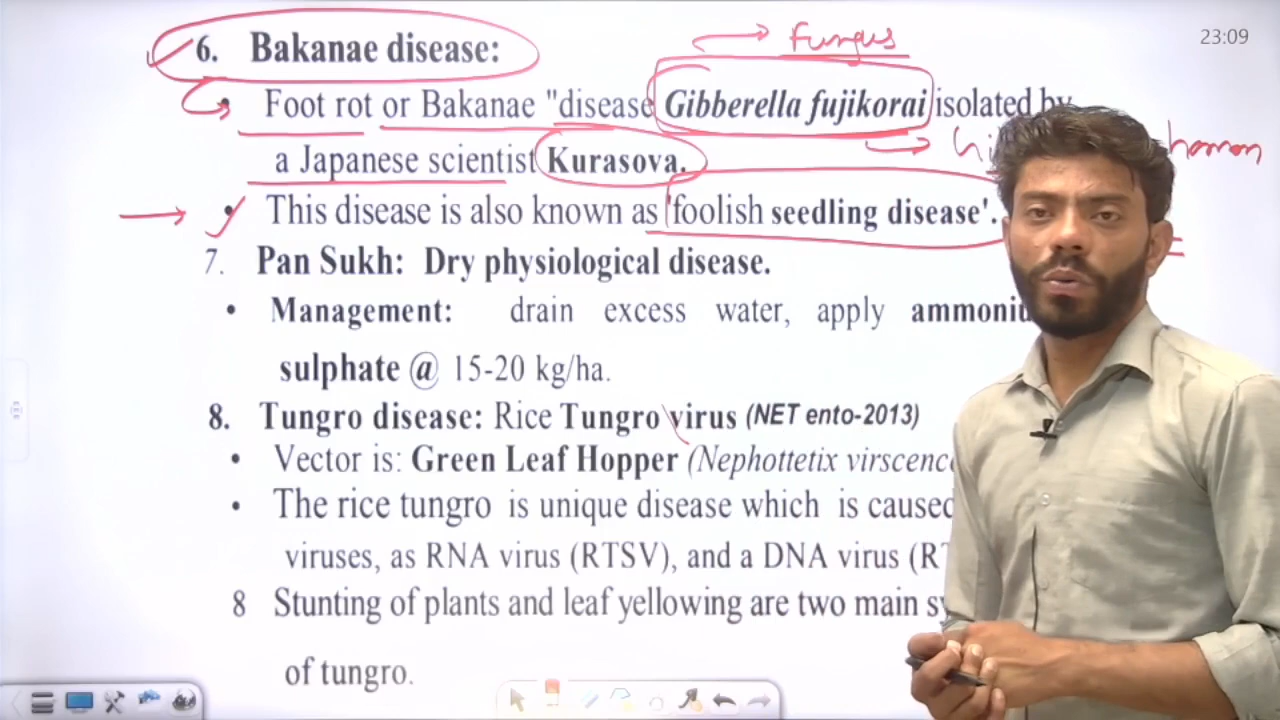 23:09
Fungus
6. Bakanae disease:
• Foot rot or Bakanae "disease Gibberella fujikorai isolated by
a Japanese scientist Kurasova.
• This disease is also known as 'foolish seedling disease'.
7. Pan Sukh: Dry physiological disease.
• Management: drain excess water, apply
sulphate @ 15-20 kg/ha.
8. Tungro disease: Rice Tungro virus (NET ento-2013)
• Vector is: Green Leaf Hopper (Nephottetix
• The rice tungro is unique disease which is caused
viruses, as RNA virus (RTSV), and a DNA virus
8 Stunting of plants and leaf yellowing are two main
of tungro.